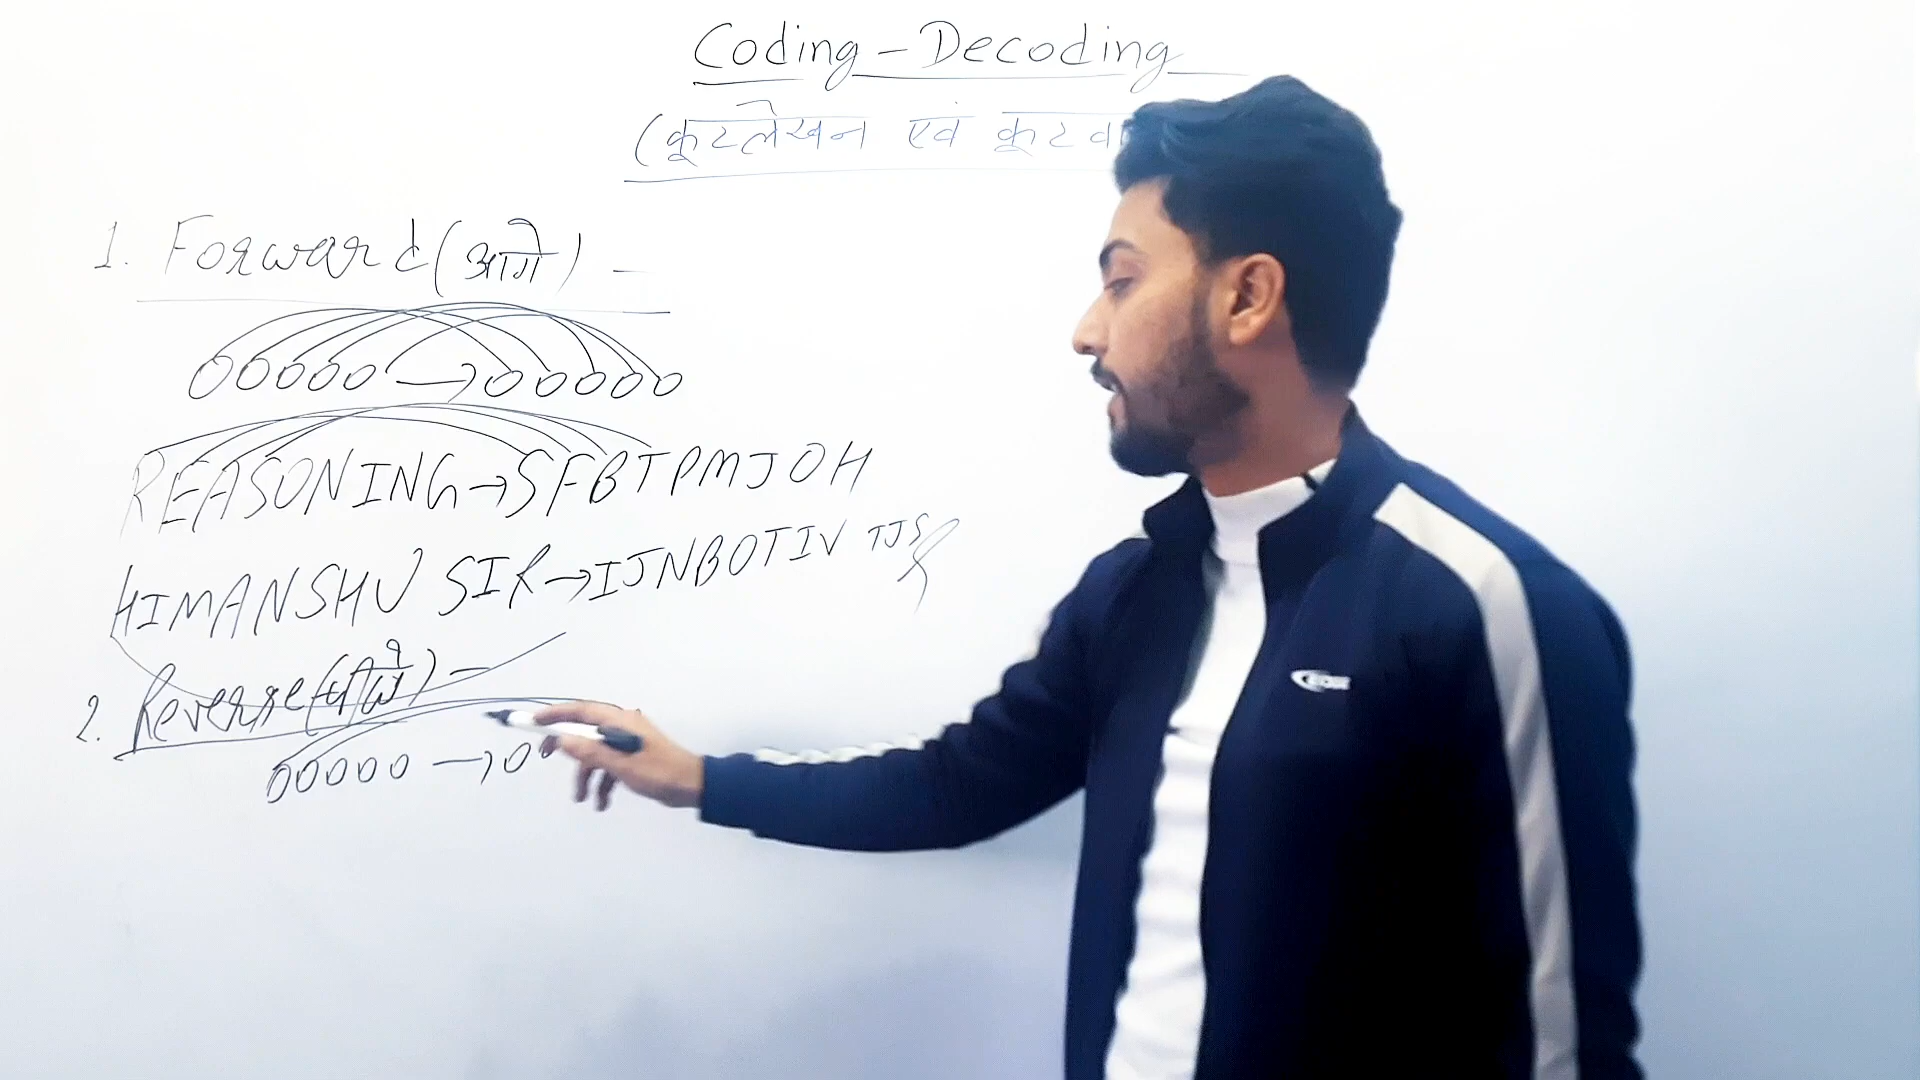 Coding - Decoding
(कूटलेखन एवं कूटवा
1. Forward (आगे) -
OOOOO → OOOOO
REASONING → SFBTPMJOH
HIMANSHU SIR → IJNBOTIV TJS
2. Reverse (पीछे) -
OOOOO → OO